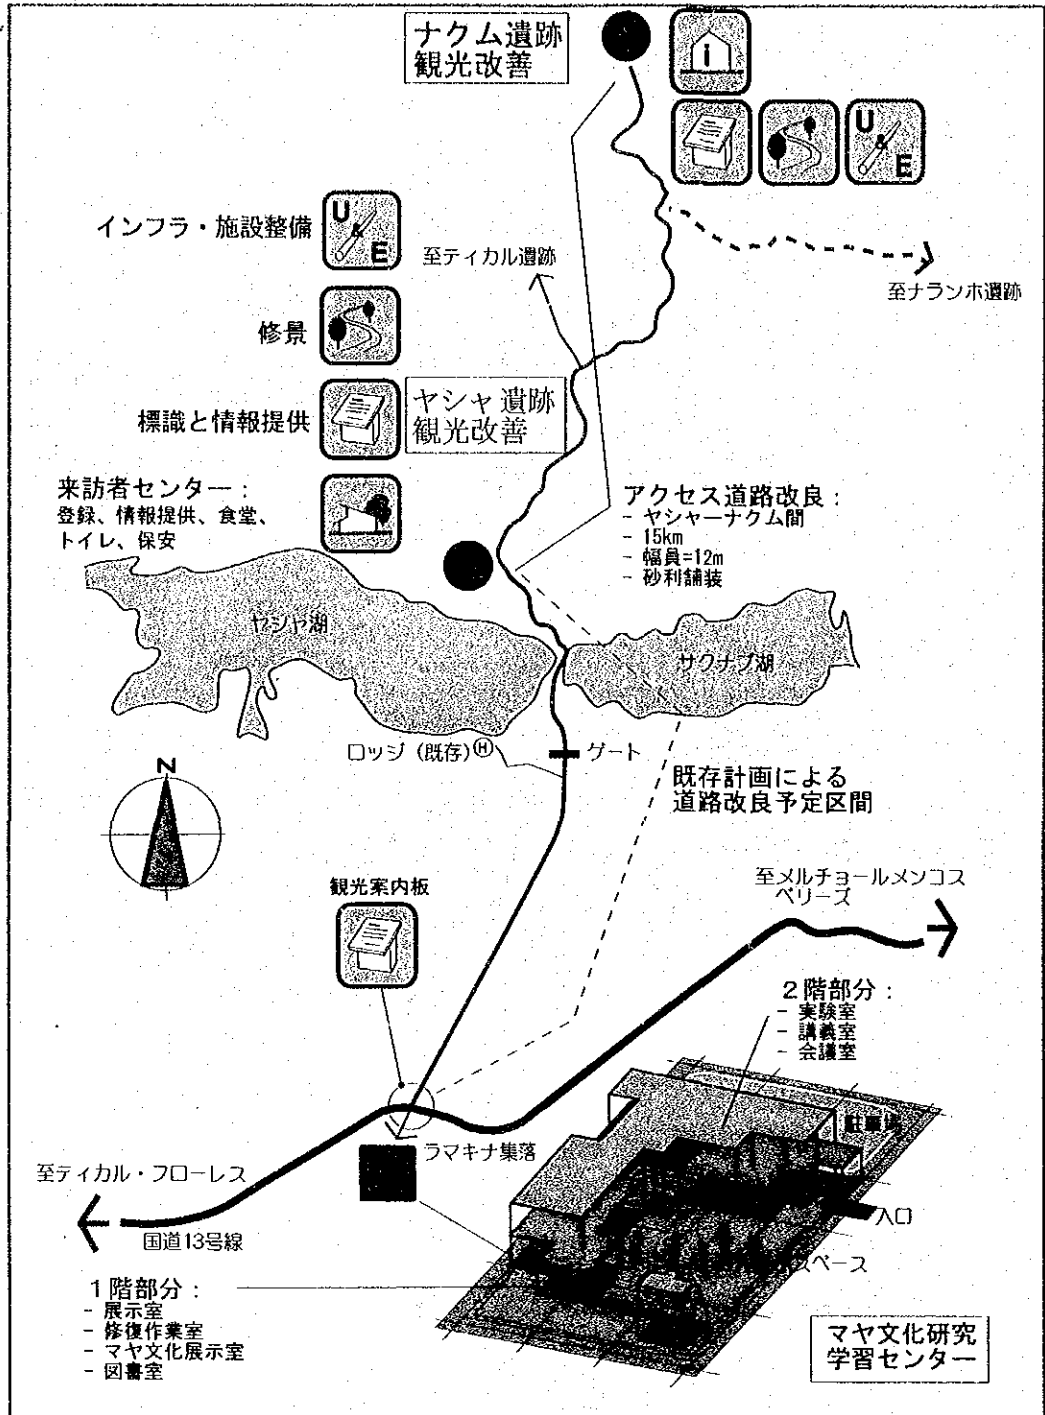 ナクム遺跡
観光改善
i
U
&
E
インフラ・施設整備
U
&
E
至ティカル遺跡
至ナランホ遺跡
修景
標識と情報提供
ヤシャ遺跡
観光改善
来訪者センター：
登録、情報提供、食堂、
トイレ、保安
アクセス道路改良：
- ヤシャーナクム間
- 15km
- 幅員=12m
- 砂利舗装
ヤシャ湖
サクナブ湖
ロッジ（既存）
H
ゲート
N
既存計画による
道路改良予定区間
観光案内板
至メルチョールメンコス
ベリーズ
2階部分：
- 実験室
- 講義室
- 会議室
駐車場
ラマキナ集落
至ティカル・フローレス
入口
国道13号線
スペース
1階部分：
- 展示室
- 修復作業室
- マヤ文化展示室
- 図書室
マヤ文化研究
学習センター